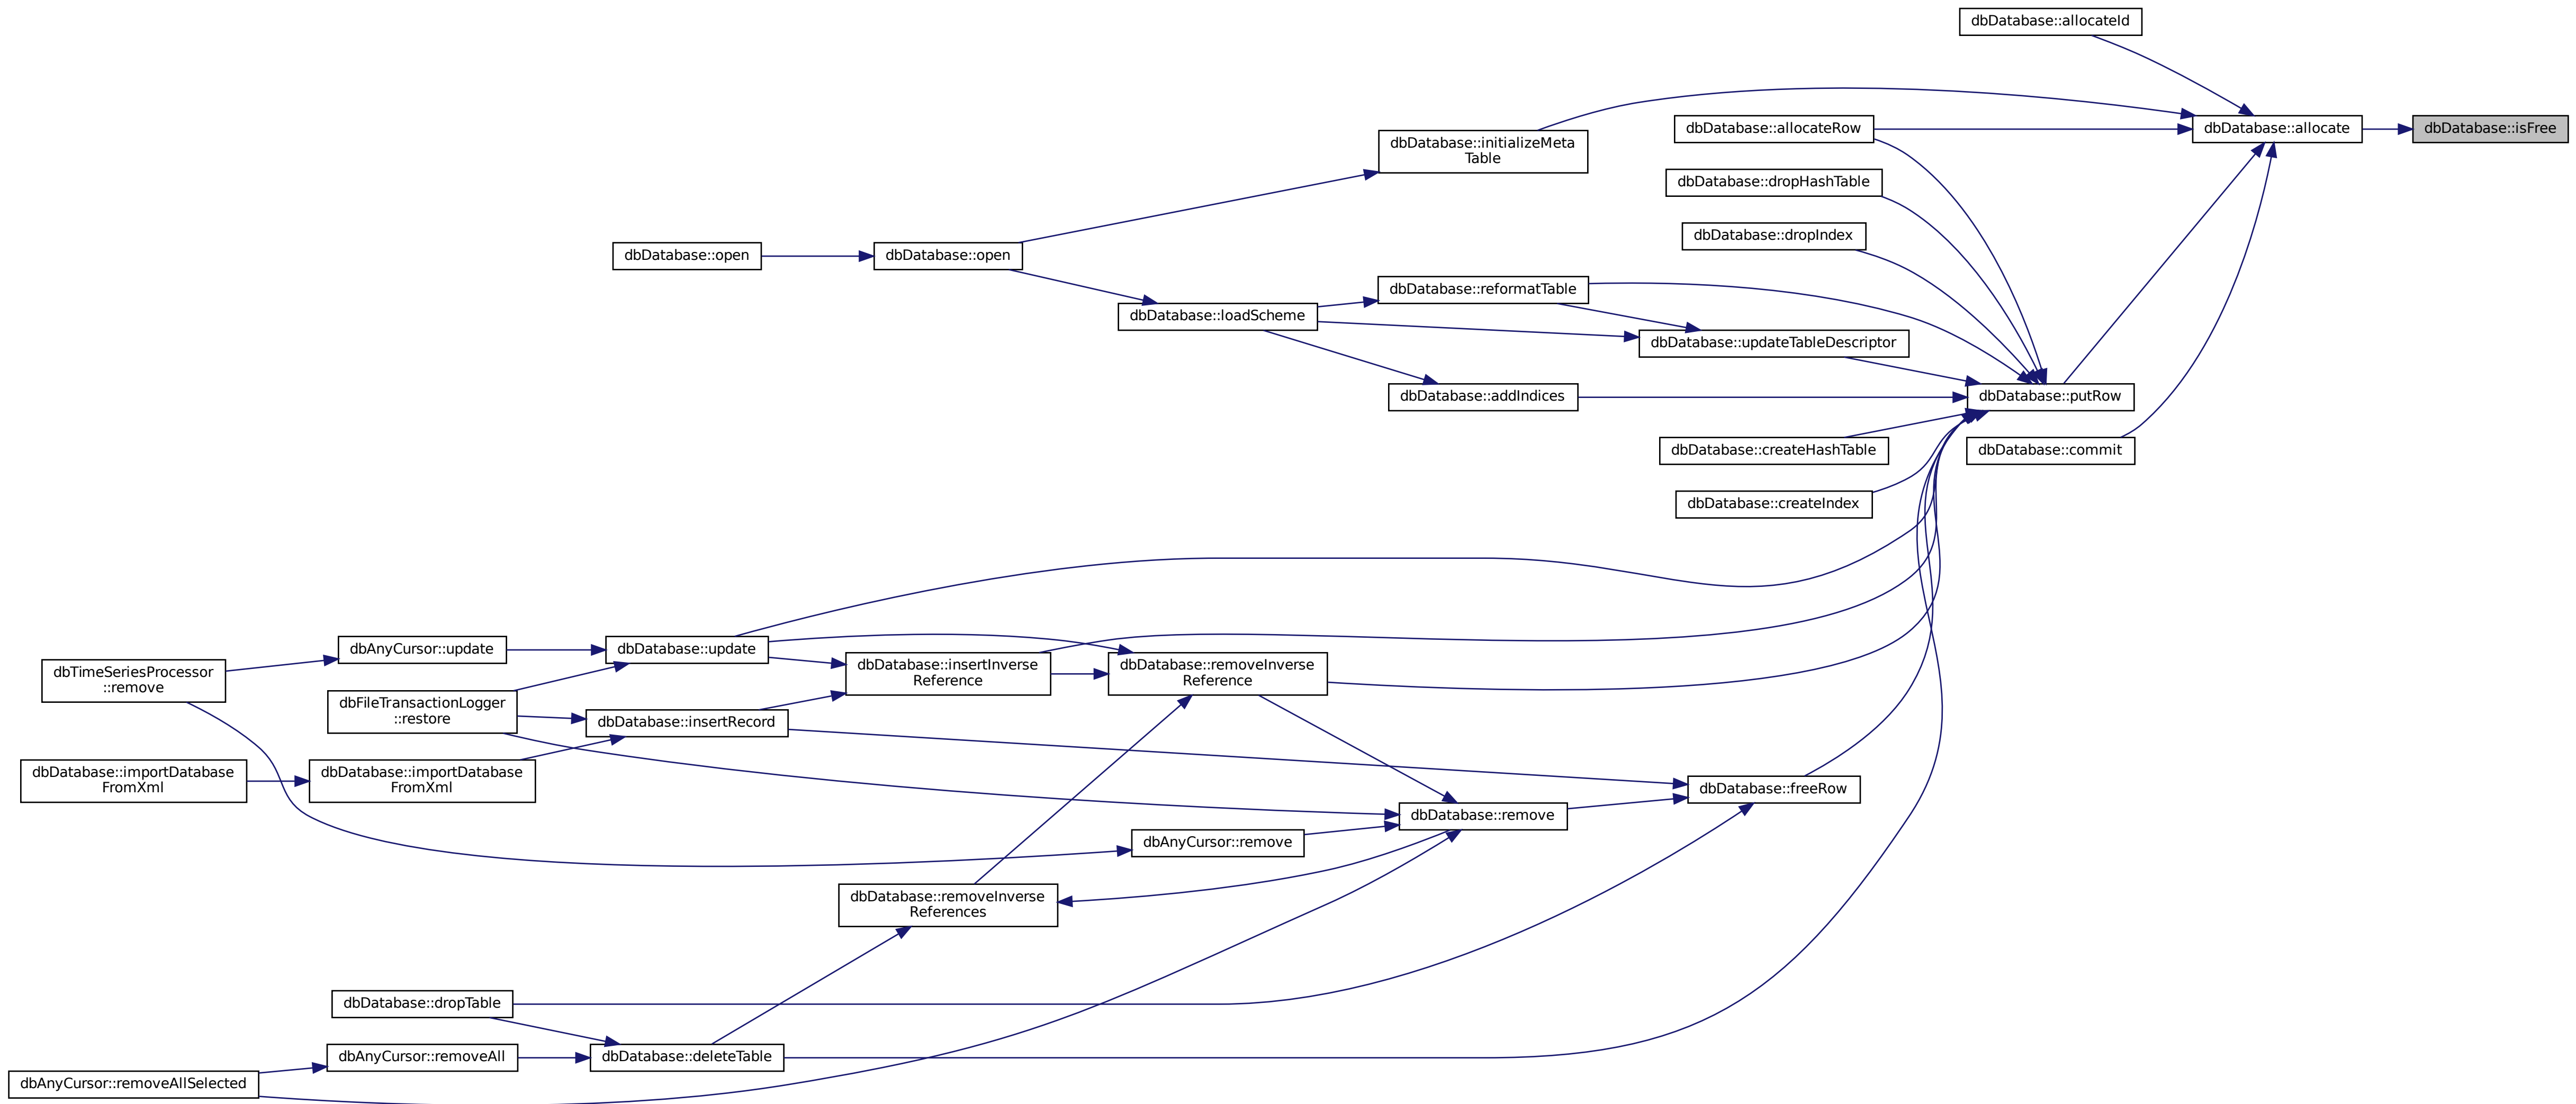 dbDatabase::allocateId
dbDatabase::allocate
dbDatabase::isFree
dbDatabase::initializeMeta
Table
dbDatabase::allocateRow
dbDatabase::dropHashTable
dbDatabase::dropIndex
dbDatabase::open
dbDatabase::open
dbDatabase::reformatTable
dbDatabase::loadScheme
dbDatabase::updateTableDescriptor
dbDatabase::addIndices
dbDatabase::putRow
dbDatabase::createHashTable
dbDatabase::commit
dbDatabase::createIndex
dbAnyCursor::update
dbDatabase::update
dbTimeSeriesProcessor
::remove
dbDatabase::insertInverse
Reference
dbDatabase::removeInverse
Reference
dbFileTransactionLogger
::restore
dbDatabase::insertRecord
dbDatabase::importDatabase
FromXml
dbDatabase::importDatabase
FromXml
dbDatabase::freeRow
dbDatabase::remove
dbAnyCursor::remove
dbDatabase::removeInverse
References
dbDatabase::dropTable
dbAnyCursor::removeAll
dbDatabase::deleteTable
dbAnyCursor::removeAllSelected